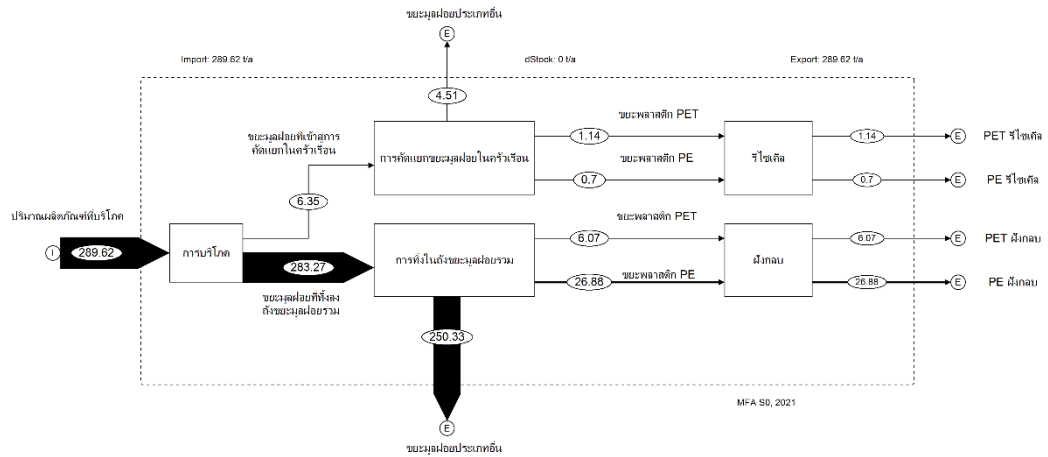 ขยะมูลฝอยประเภทอื่น
E
Import: 289.62 t/a
dStock: 0 t/a
Export: 289.62 t/a
4.51
ขยะมูลฝอยที่เข้าสู่การ
คัดแยกในครัวเรือน
ขยะพลาสติก PET
1.14
1.14
E
PET รีไซเคิล
การคัดแยกขยะมูลฝอยในครัวเรือน
ขยะพลาสติก PE
รีไซเคิล
0.7
0.7
E
PE รีไซเคิล
6.35
ปริมาณผลิตภัณฑ์ที่บริโภค
ขยะพลาสติก PET
6.07
6.07
E
PET ฝังกลบ
I
289.62
การบริโภค
283.27
การทิ้งในถังขยะมูลฝอยรวม
ขยะพลาสติก PE
ฝังกลบ
26.88
26.88
E
PE ฝังกลบ
ขยะมูลฝอยที่ทิ้งลง
ถังขยะมูลฝอยรวม
250.33
MFA S0, 2021
E
ขยะมูลฝอยประเภทอื่น